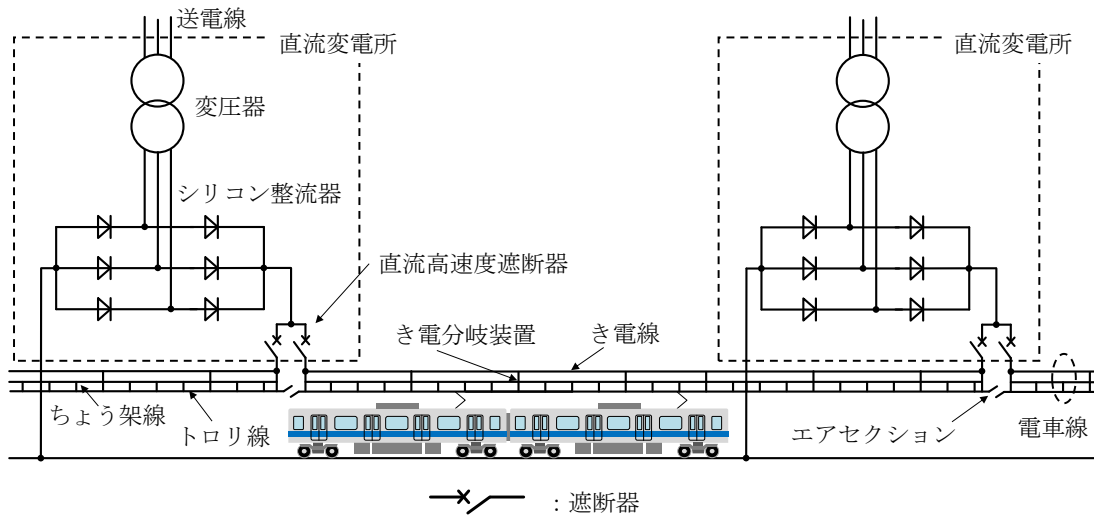 送電線
直流変電所
直流変電所
変圧器
シリコン整流器
直流高速度遮断器
き電分岐装置
き電線
ちょう架線
トロリ線
エアセクション
電車線
：遮断器